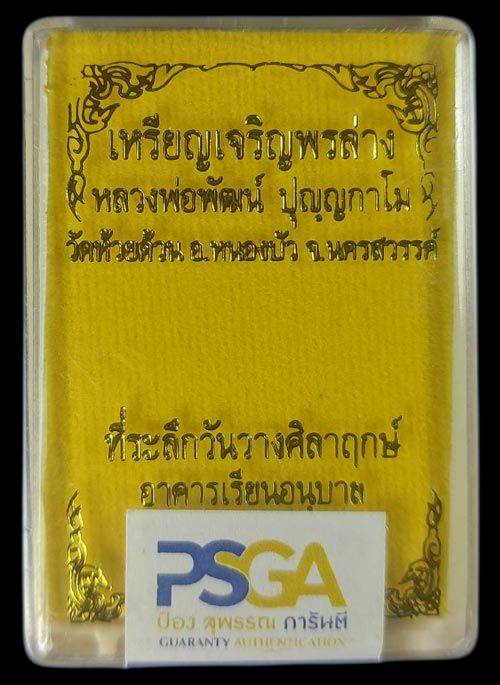 เหรียญเจริญพรล่าง
หลวงพ่อพัฒน์ ปุญฺญกาโม
วัดห้วยด้วน อ.หนองบัว จ.นครสวรรค์
ที่ระลึกวันวางศิลาฤกษ์
อาคารเรียนอนุบาล
PSGA
ป๋อง สุพรรณ การันตี
GUARANTY AUTHENTICATION